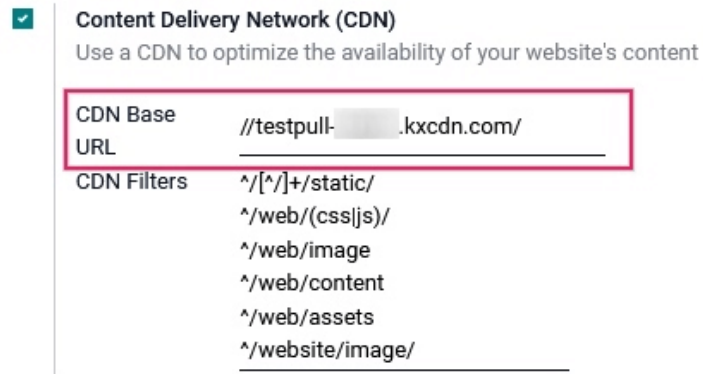 Content Delivery Network (CDN)
Use a CDN to optimize the availability of your website's content
CDN Base URL
//testpull- .kxcdn.com/
CDN Filters
^/[^/]+/static/
^/web/(css|js)/
^/web/image
^/web/content
^/web/assets
^/website/image/